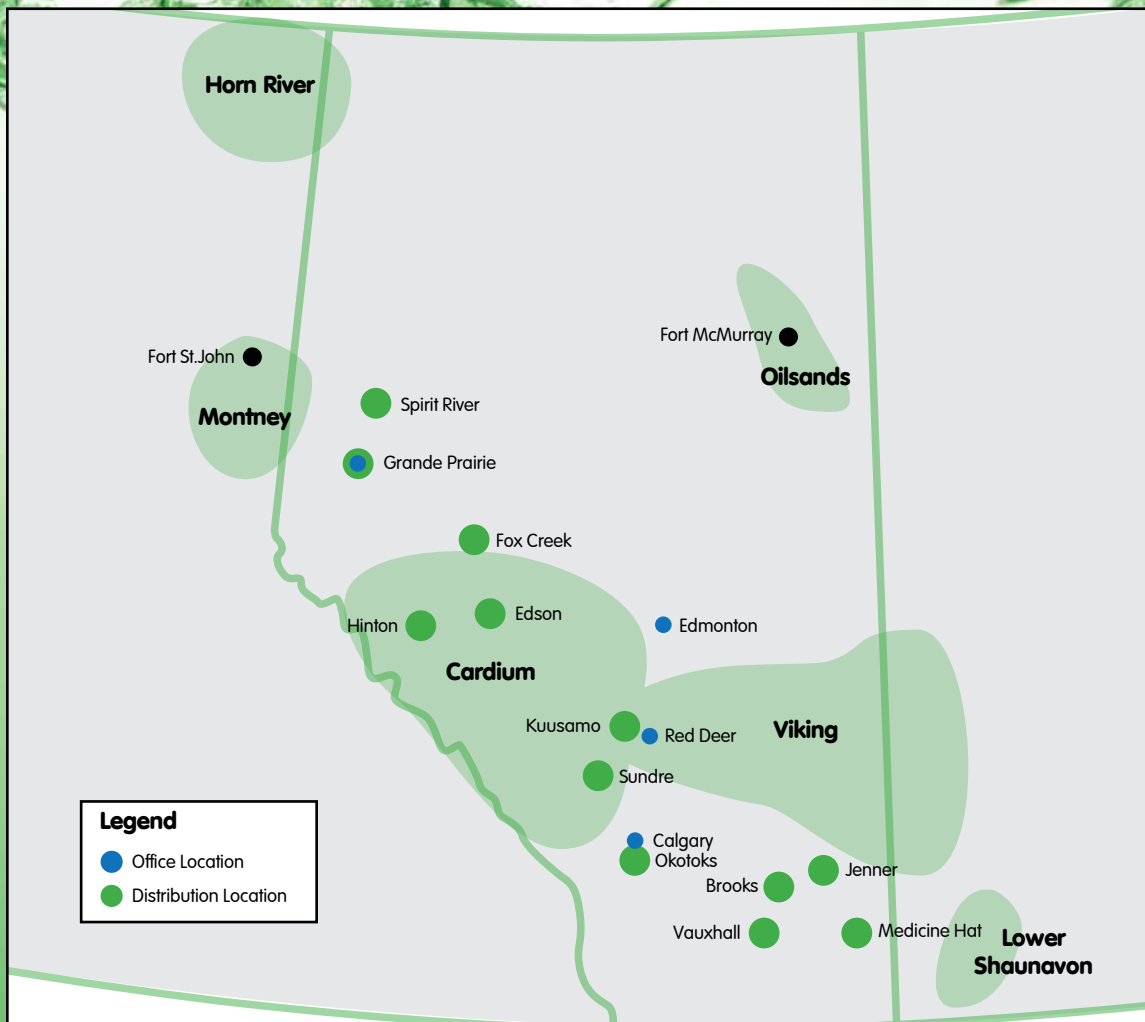 Horn River
Fort McMurray
Fort St.John
Oilsands
Montney
Spirit River
Grande Prairie
Fox Creek
Edson
Hinton
Edmonton
Cardium
Kuusamo
Red Deer
Viking
Sundre
Legend
Office Location
Distribution Location
Calgary
Okotoks
Jenner
Brooks
Vauxhall
Medicine Hat
Lower
Shaunavon